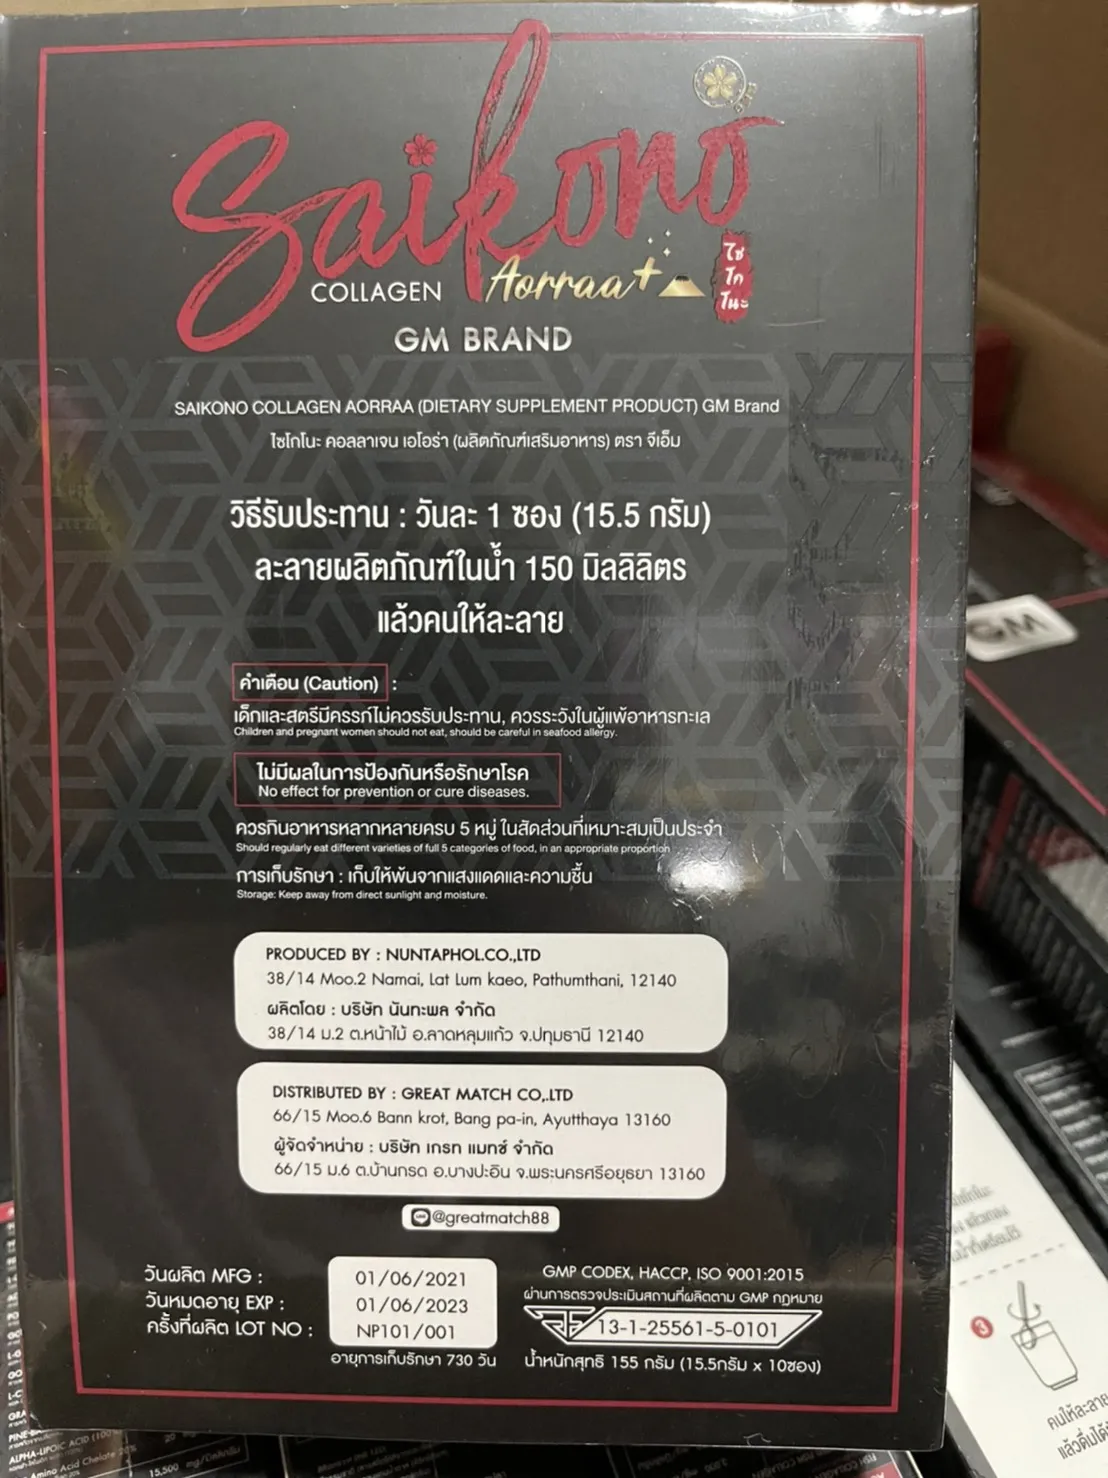 Saikono
COLLAGEN Aorraa+
ไซ
โก
โนะ
GM BRAND
SAIKONO COLLAGEN AORRAA (DIETARY SUPPLEMENT PRODUCT) GM Brand
ไซโกโนะ คอลลาเจน เอโอร่า (ผลิตภัณฑ์เสริมอาหาร) ตรา จีเอ็ม
วิธีรับประทาน : วันละ 1 ซอง (15.5 กรัม)
ละลายผลิตภัณฑ์ในน้ำ 150 มิลลิลิตร
แล้วคนให้ละลาย
คำเตือน (Caution) :
เด็กและสตรีมีครรภ์ไม่ควรรับประทาน, ควรระวังในผู้แพ้อาหารทะเล
Children and pregnant women should not eat, should be careful in seafood allergy.
ไม่มีผลในการป้องกันหรือรักษาโรค
No effect for prevention or cure diseases.
ควรกินอาหารหลากหลายครบ 5 หมู่ ในสัดส่วนที่เหมาะสมเป็นประจำ
Should regularly eat different varieties of full 5 categories of food, in an appropriate proportion
การเก็บรักษา : เก็บให้พ้นจากแสงแดดและความชื้น
Storage: Keep away from direct sunlight and moisture.
PRODUCED BY : NUNTAPHOL.CO.,LTD
38/14 Moo.2 Namai, Lat Lum kaeo, Pathumthani, 12140
ผลิตโดย : บริษัท นันทะพล จำกัด
38/14 ม.2 ต.หน้าไม้ อ.ลาดหลุมแก้ว จ.ปทุมธานี 12140
DISTRIBUTED BY : GREAT MATCH CO,.LTD
66/15 Moo.6 Bann krot, Bang pa-in, Ayutthaya 13160
ผู้จัดจำหน่าย : บริษัท เกรท แมทช์ จำกัด
66/15 ม.6 ต.บ้านกรด อ.บางปะอิน จ.พระนครศรีอยุธยา 13160
@greatmatch88
วันผลิต MFG : 01/06/2021
วันหมดอายุ EXP : 01/06/2023
ครั้งที่ผลิต LOT NO : NP101/001
อายุการเก็บรักษา 730 วัน
GMP CODEX, HACCP, ISO 9001:2015
ผ่านการตรวจประเมินสถานที่ผลิตตาม GMP กฎหมาย
13-1-25561-5-0101
น้ำหนักสุทธิ 155 กรัม (15.5กรัม x 10ซอง)
GM
3
คนให้ละลาย
ALPHA-LIPOIC ACID
Amino Acid Chelate 20%
15,500